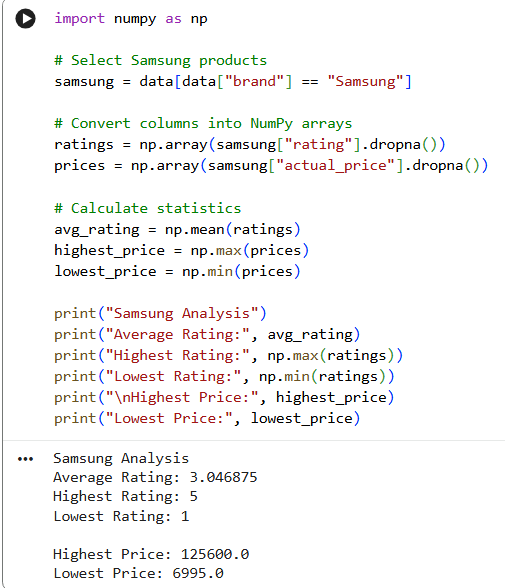 import numpy as np
# Select Samsung products
samsung = data[data["brand"] == "Samsung"]
# Convert columns into NumPy arrays
ratings = np.array(samsung["rating"].dropna())
prices = np.array(samsung["actual_price"].dropna())
# Calculate statistics
avg_rating = np.mean(ratings)
highest_price = np.max(prices)
lowest_price = np.min(prices)
print("Samsung Analysis")
print("Average Rating:", avg_rating)
print("Highest Rating:", np.max(ratings))
print("Lowest Rating:", np.min(ratings))
print("\nHighest Price:", highest_price)
print("Lowest Price:", lowest_price)
Samsung Analysis
Average Rating: 3.046875
Highest Rating: 5
Lowest Rating: 1
Highest Price: 125600.0
Lowest Price: 6995.0